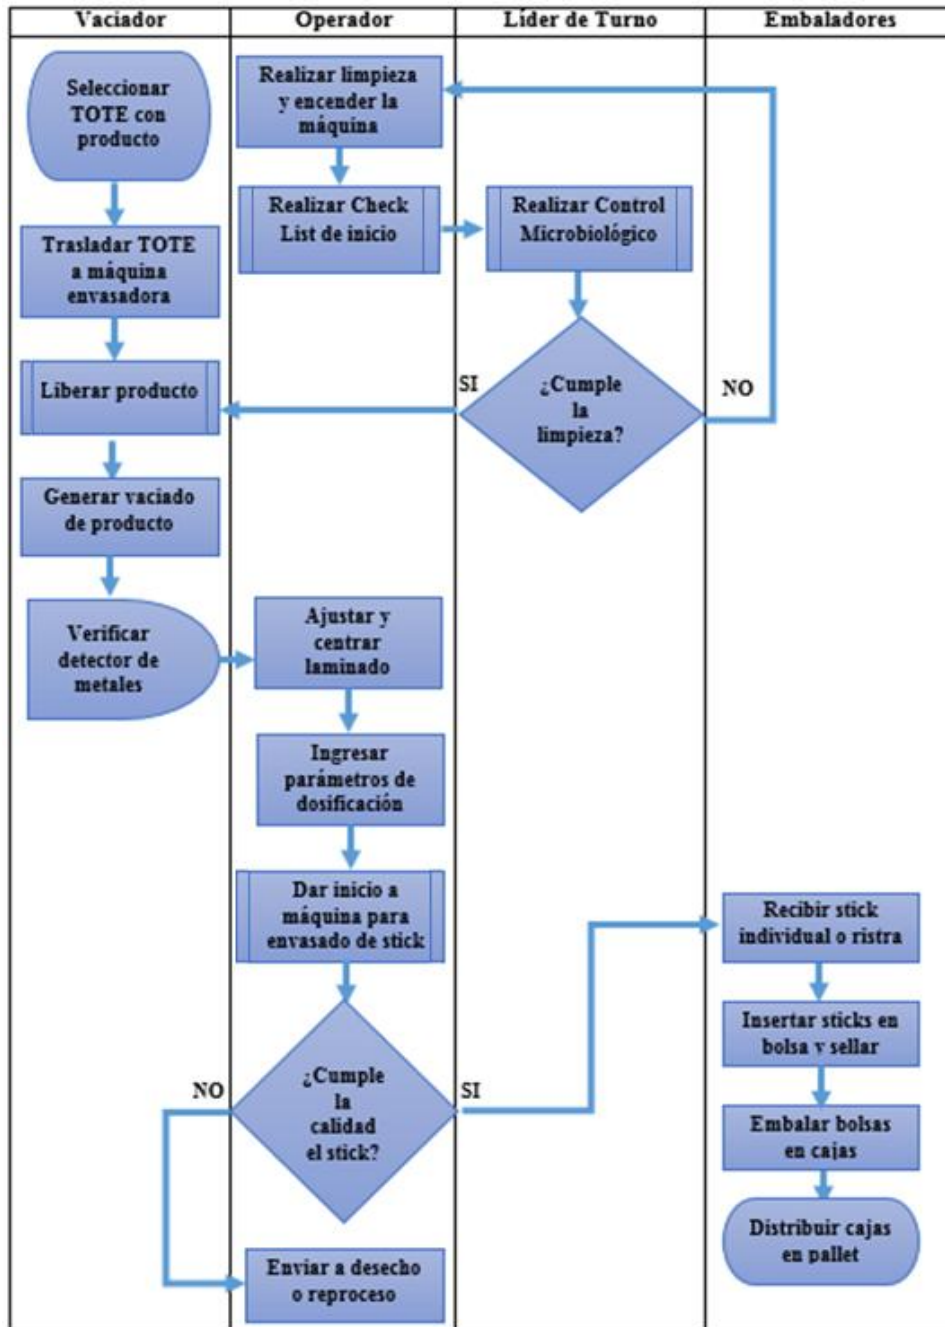 Vaciador
Operador
Líder de Turno
Embaladores
Seleccionar
TOTE con
producto
Trasladar TOTE
a máquina
envasadora
Liberar producto
Generar vaciado
de producto
Verificar
detector de
metales
Realizar limpieza
y encender la
máquina
Realizar Check
List de inicio
Realizar Control
Microbiológico
¿Cumple
la
limpieza?
SI
NO
Ajustar y
centrar
laminado
Ingresar
parámetros de
dosificación
Dar inicio a
máquina para
envasado de stick
¿Cumple
la
calidad
el stick?
NO
SI
Enviar a desecho
o reproceso
Recibir stick
individual o ristra
Insertar sticks en
bolsa y sellar
Embalar bolsas
en cajas
Distribuir cajas
en pallet